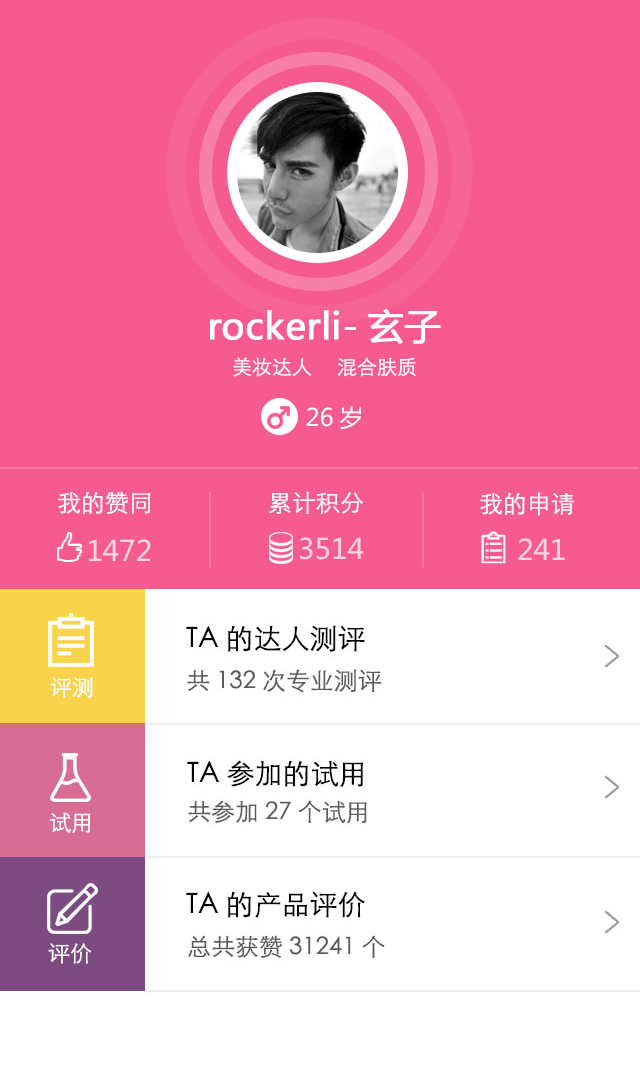 rockerli- 玄子
美妆达人 混合肤质
26 岁
我的赞同 累计积分 我的申请
1472 3514 241
TA 的达人测评
共 132 次专业测评
评测
TA 参加的试用
共参加 27 个试用
试用
TA 的产品评价
总共获赞 31241 个
评价